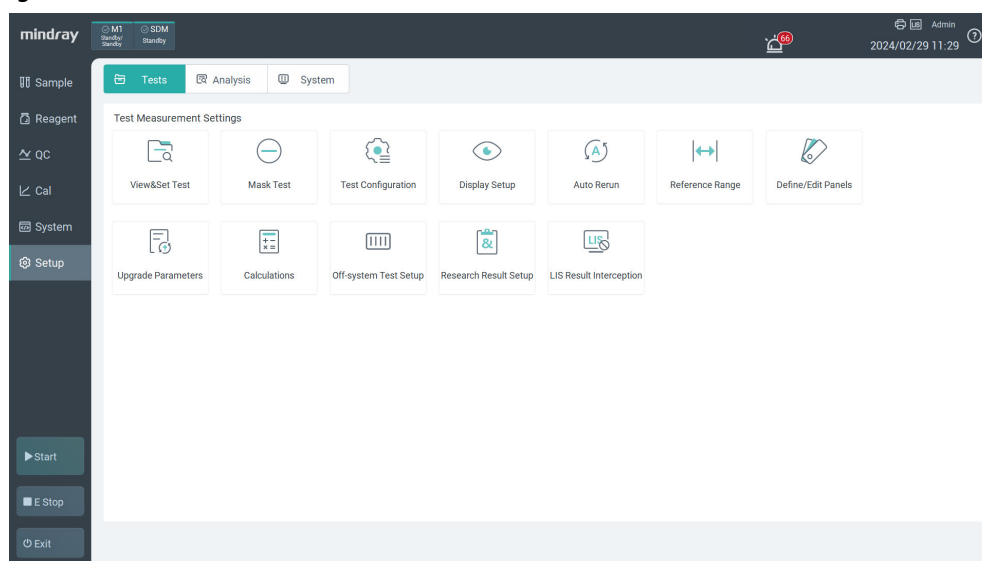 mindray
M1
Standby/
Standby
SDM
Standby
66
LIS
Admin
2024/02/29 11:29
?
Sample
Reagent
QC
Cal
System
Setup
Start
E Stop
Exit
Tests
Analysis
System
Test Measurement Settings
View&Set Test
Mask Test
Test Configuration
Display Setup
A
Auto Rerun
Reference Range
Define/Edit Panels
Upgrade Parameters
Calculations
Off-system Test Setup
&
Research Result Setup
LIS
LIS Result Interception